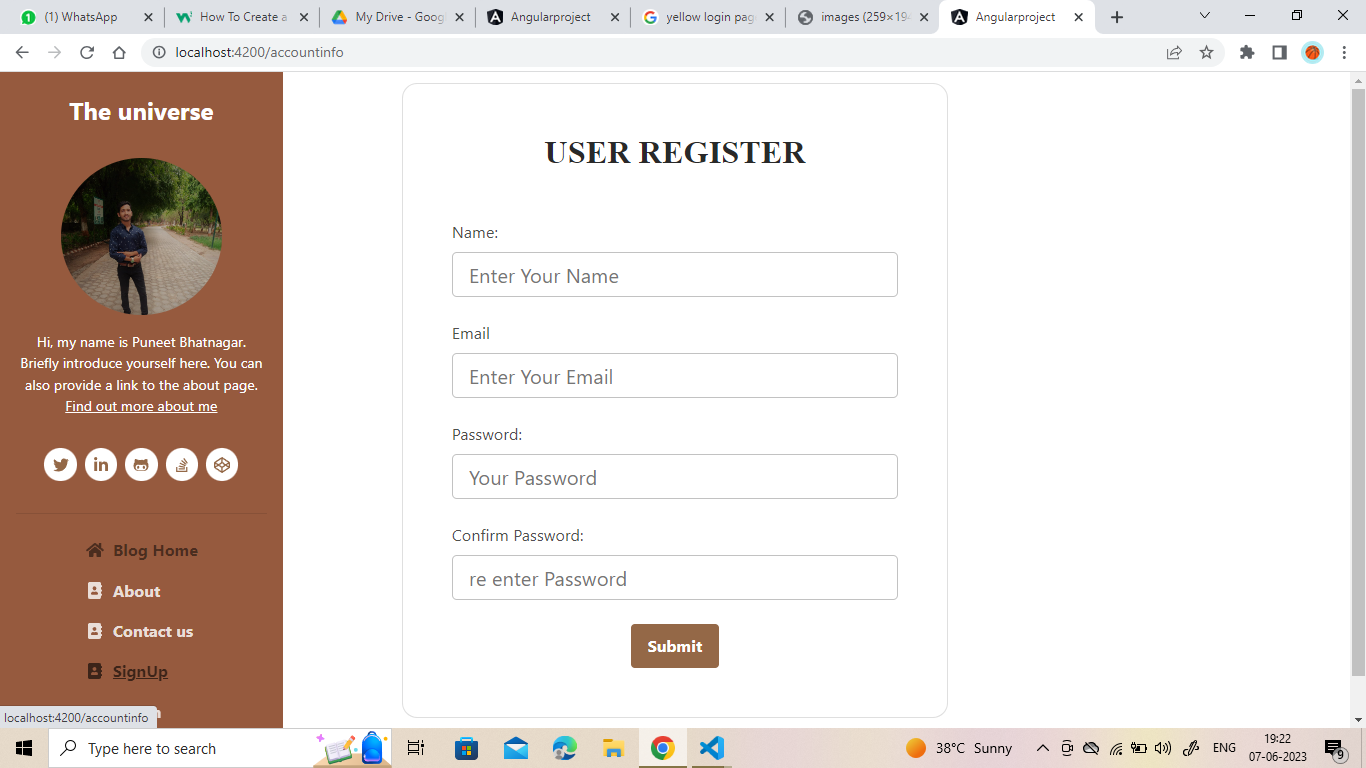 (1) WhatsApp
How To Create a
My Drive - Goog
Angularproject
yellow login pag
images (259×194
Angularproject
localhost:4200/accountinfo
The universe
Hi, my name is Puneet Bhatnagar.
Briefly introduce yourself here. You can
also provide a link to the about page.
Find out more about me
Blog Home
About
Contact us
SignUp
localhost:4200/accountinfo
USER REGISTER
Name:
Enter Your Name
Email
Enter Your Email
Password:
Your Password
Confirm Password:
re enter Password
Submit
Type here to search
38°C Sunny
ENG
19:22
07-06-2023
9